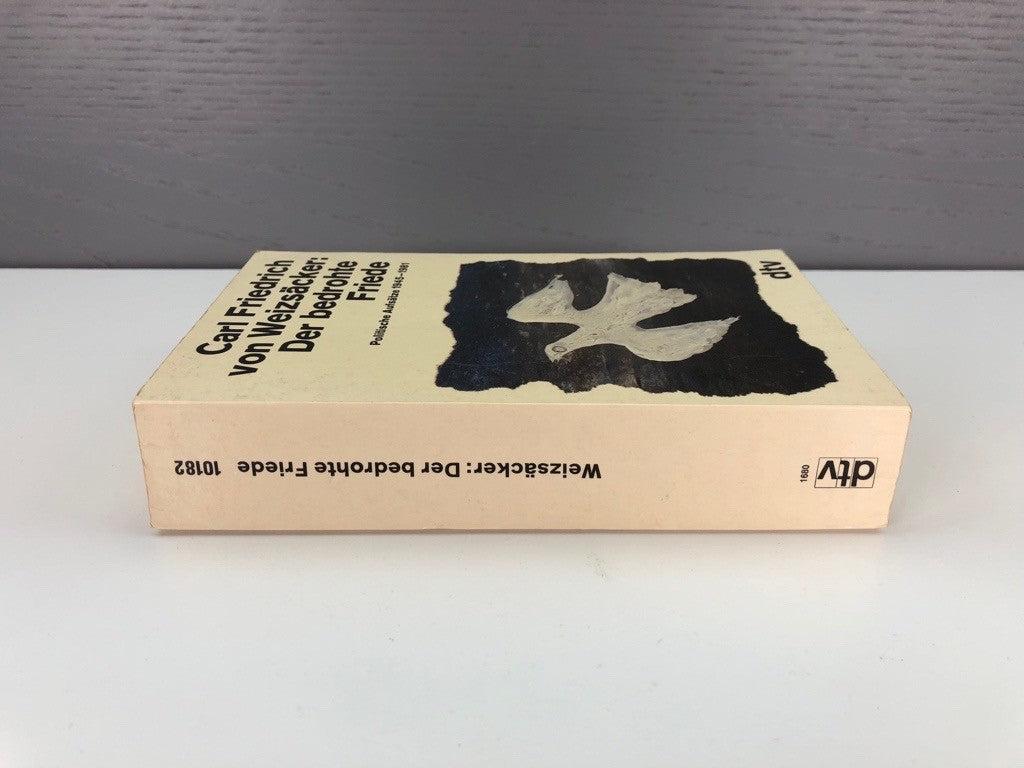 Carl Friedrich
von Weizsäcker:
Der bedrohte
Friede
Politische Aufsätze 1945–1981
dtv
Weizsäcker: Der bedrohte Friede 10182
dtv
1680